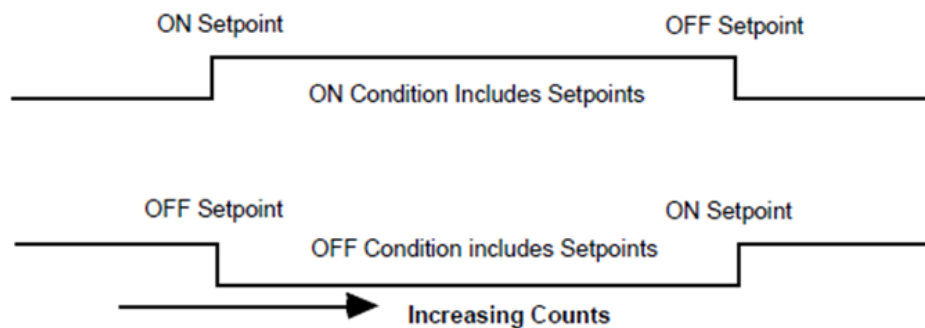 ON Setpoint OFF Setpoint
ON Condition Includes Setpoints
OFF Setpoint ON Setpoint
OFF Condition includes Setpoints
Increasing Counts